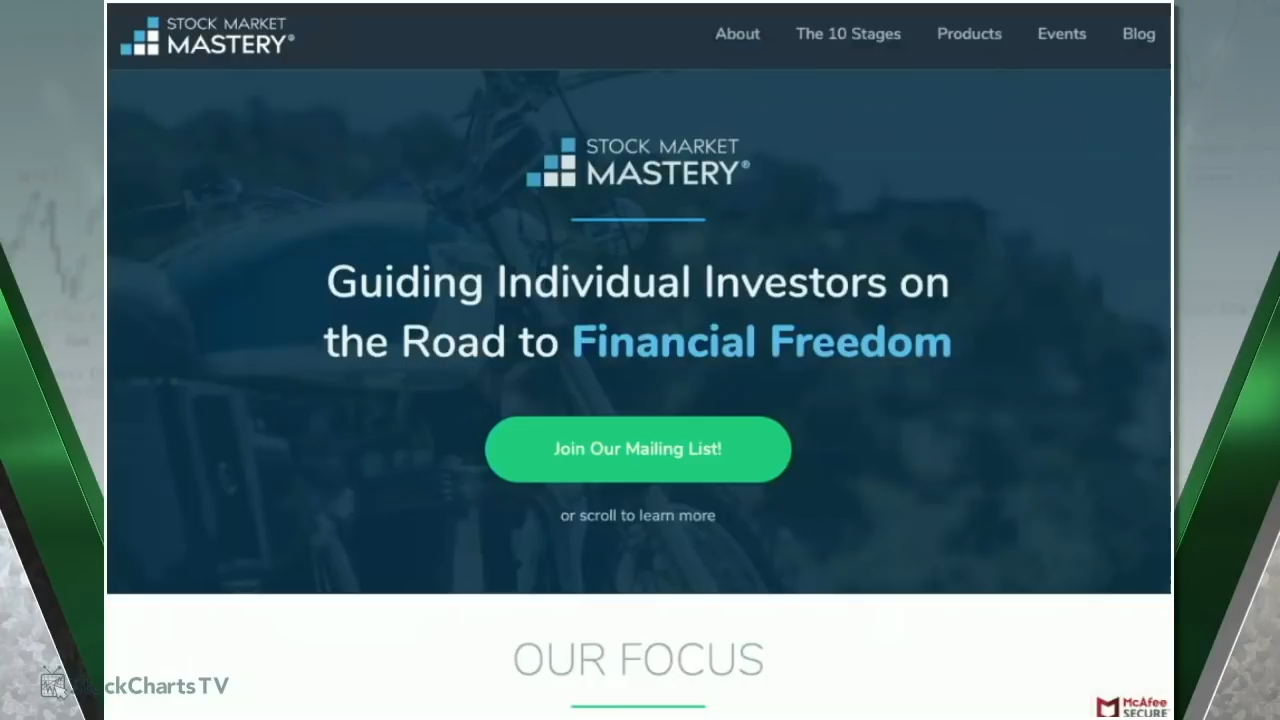 STOCK MARKET
MASTERY®
About The 10 Stages Products Events Blog
STOCK MARKET
MASTERY®
Guiding Individual Investors on
the Road to Financial Freedom
Join Our Mailing List!
or scroll to learn more
OUR FOCUS
StockChartsTV
McAfee
SECURE